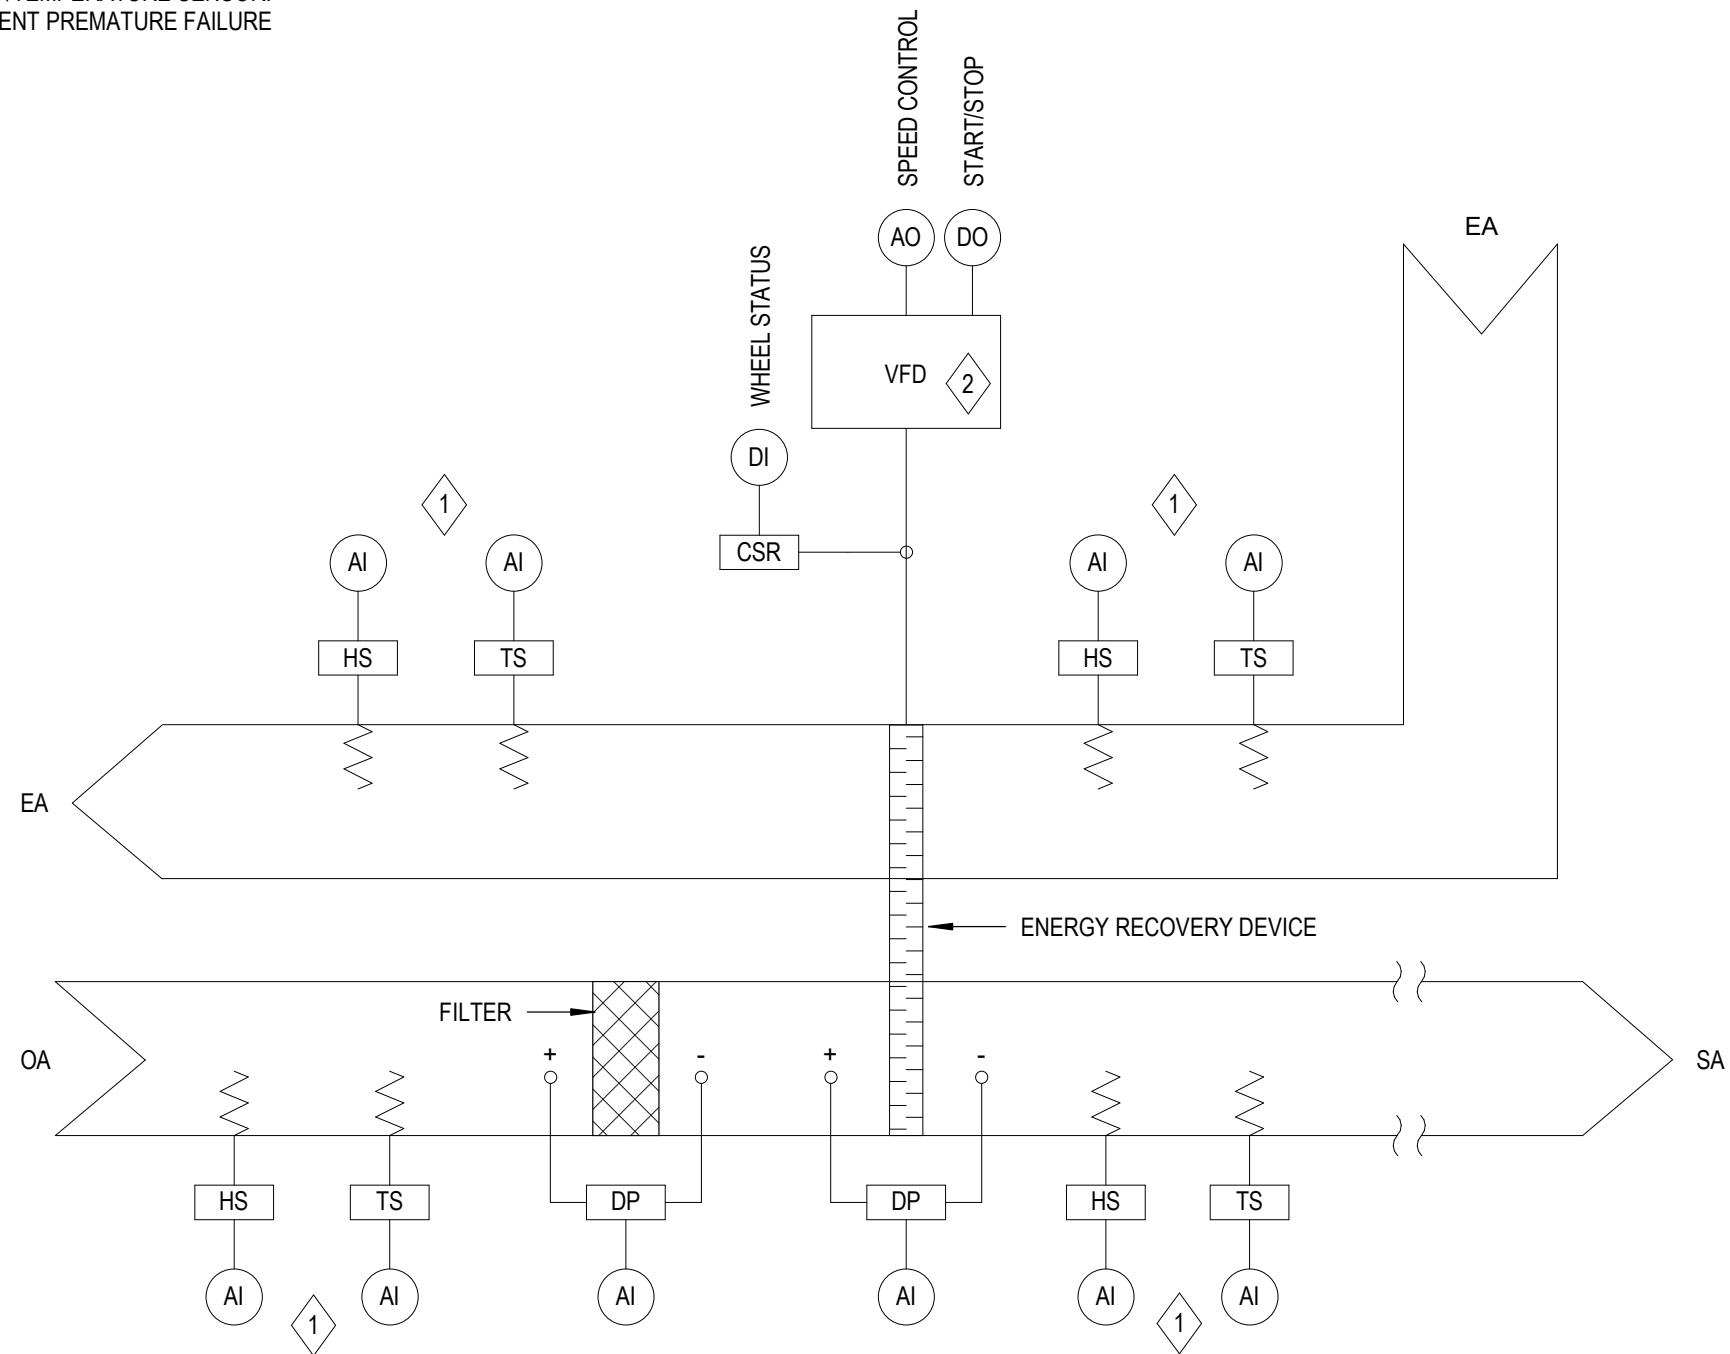 TEMPERATURE SENSOR.
ENT PREMATURE FAILURE
SPEED CONTROL
START/STOP
AO
DO
EA
WHEEL STATUS
VFD
2
DI
1
1
CSR
AI
AI
AI
AI
HS
TS
HS
TS
EA
ENERGY RECOVERY DEVICE
FILTER
+
-
+
-
OA
SA
HS
TS
DP
DP
HS
TS
AI
AI
AI
AI
AI
AI
1
1